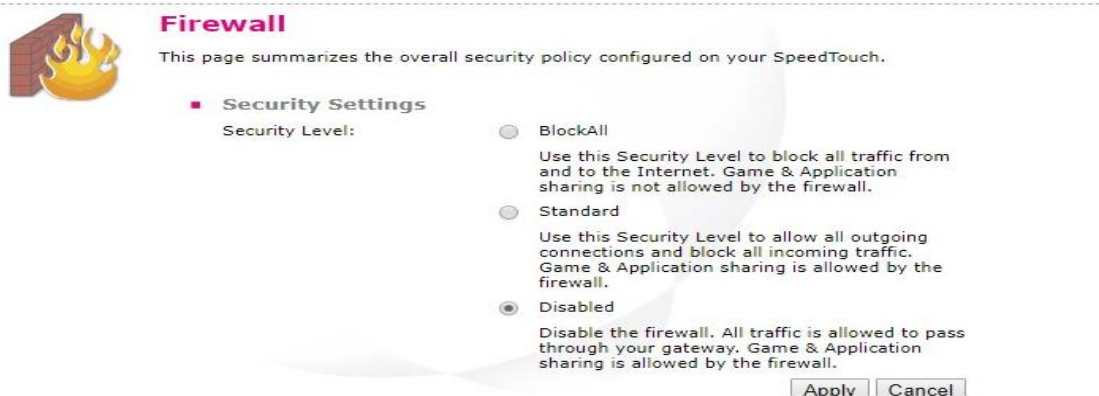 Firewall
This page summarizes the overall security policy configured on your SpeedTouch.
Security Settings
Security Level:
BlockAll
Use this Security Level to block all traffic from
and to the Internet. Game & Application
sharing is not allowed by the firewall.
Standard
Use this Security Level to allow all outgoing
connections and block all incoming traffic.
Game & Application sharing is allowed by the
firewall.
Disabled
Disable the firewall. All traffic is allowed to pass
through your gateway. Game & Application
sharing is allowed by the firewall.
Apply Cancel